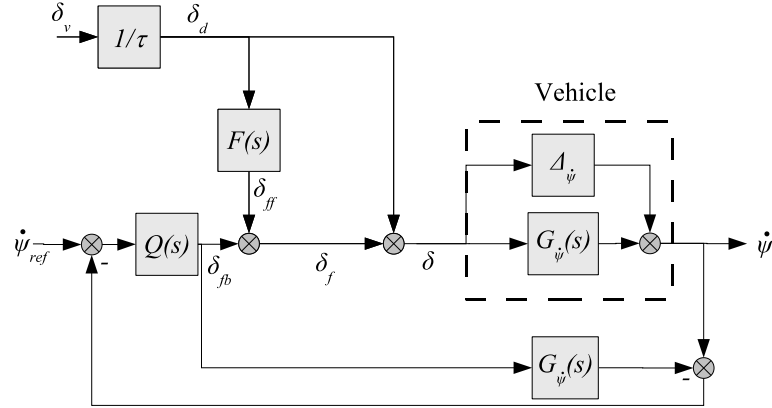 δ_v
1/τ
δ_d
Vehicle
F(s)
Δ_ψ̇
δ_ff
ψ̇_ref
-
Q(s)
δ_fb
δ_f
δ
G_ψ̇(s)
ψ̇
G_ψ̇(s)
-